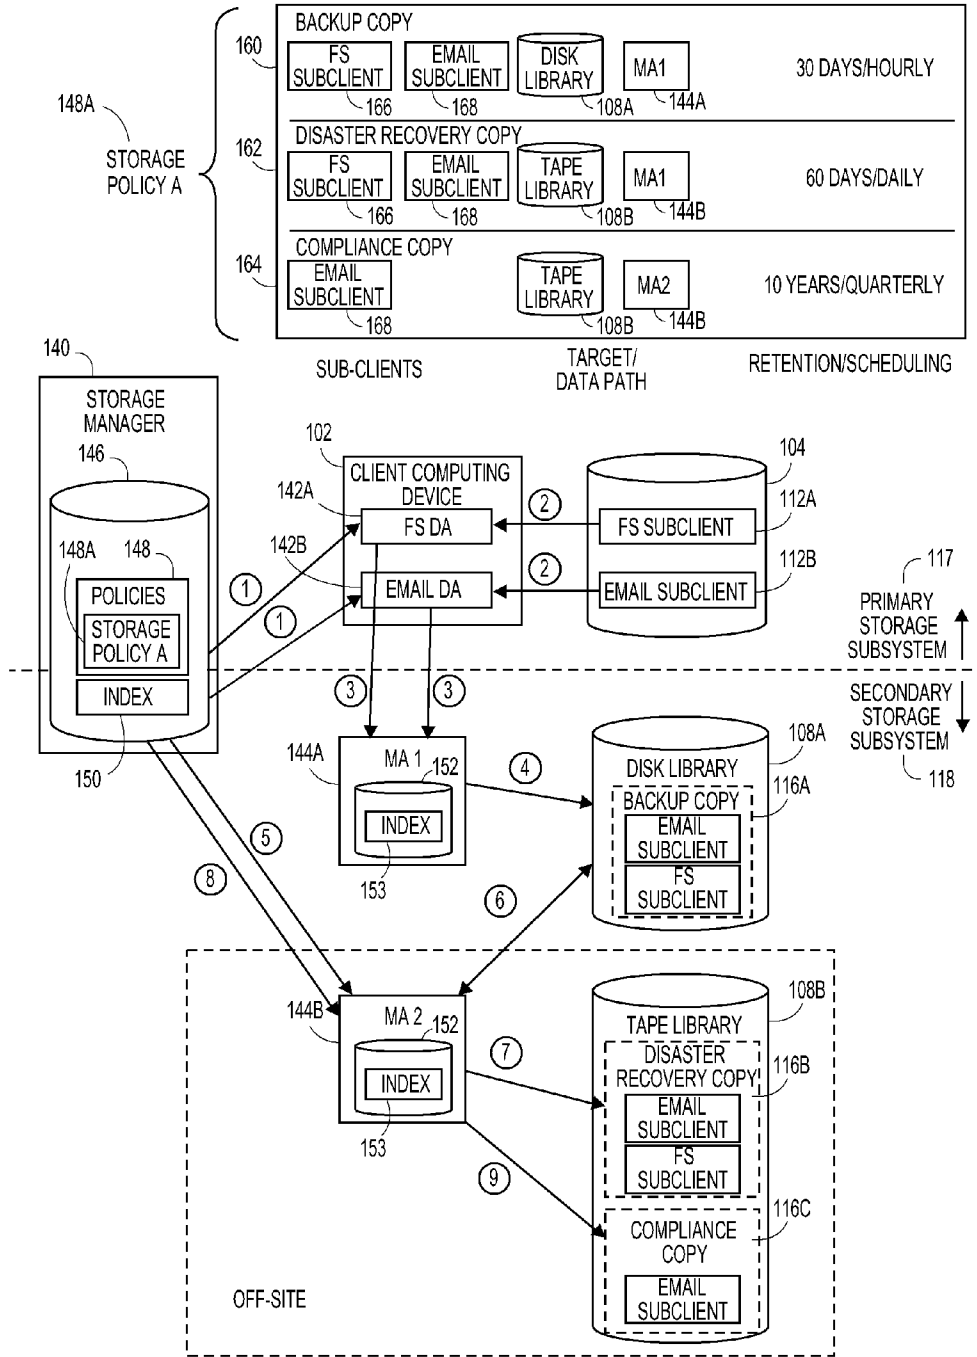 BACKUP COPY
160
FS
SUBCLIENT
166
EMAIL
SUBCLIENT
168
DISK
LIBRARY
108A
MA1
144A
30 DAYS/HOURLY
148A
STORAGE
POLICY A
DISASTER RECOVERY COPY
162
FS
SUBCLIENT
166
EMAIL
SUBCLIENT
168
TAPE
LIBRARY
108B
MA1
144B
60 DAYS/DAILY
COMPLIANCE COPY
164
EMAIL
SUBCLIENT
168
TAPE
LIBRARY
108B
MA2
144B
10 YEARS/QUARTERLY
SUB-CLIENTS
TARGET/
DATA PATH
RETENTION/SCHEDULING
140
STORAGE
MANAGER
146
148A
148
POLICIES
STORAGE
POLICY A
INDEX
150
102
CLIENT COMPUTING
DEVICE
142A
FS DA
142B
EMAIL DA
104
112A
FS SUBCLIENT
112B
EMAIL SUBCLIENT
1
1
2
2
117
PRIMARY
STORAGE
SUBSYSTEM
SECONDARY
STORAGE
SUBSYSTEM
118
3
3
144A
MA 1
152
INDEX
153
4
108A
DISK LIBRARY
116A
BACKUP COPY
EMAIL
SUBCLIENT
FS
SUBCLIENT
5
8
6
144B
MA 2
152
INDEX
153
7
9
108B
TAPE LIBRARY
DISASTER
RECOVERY COPY
116B
EMAIL
SUBCLIENT
FS
SUBCLIENT
116C
COMPLIANCE
COPY
EMAIL
SUBCLIENT
OFF-SITE